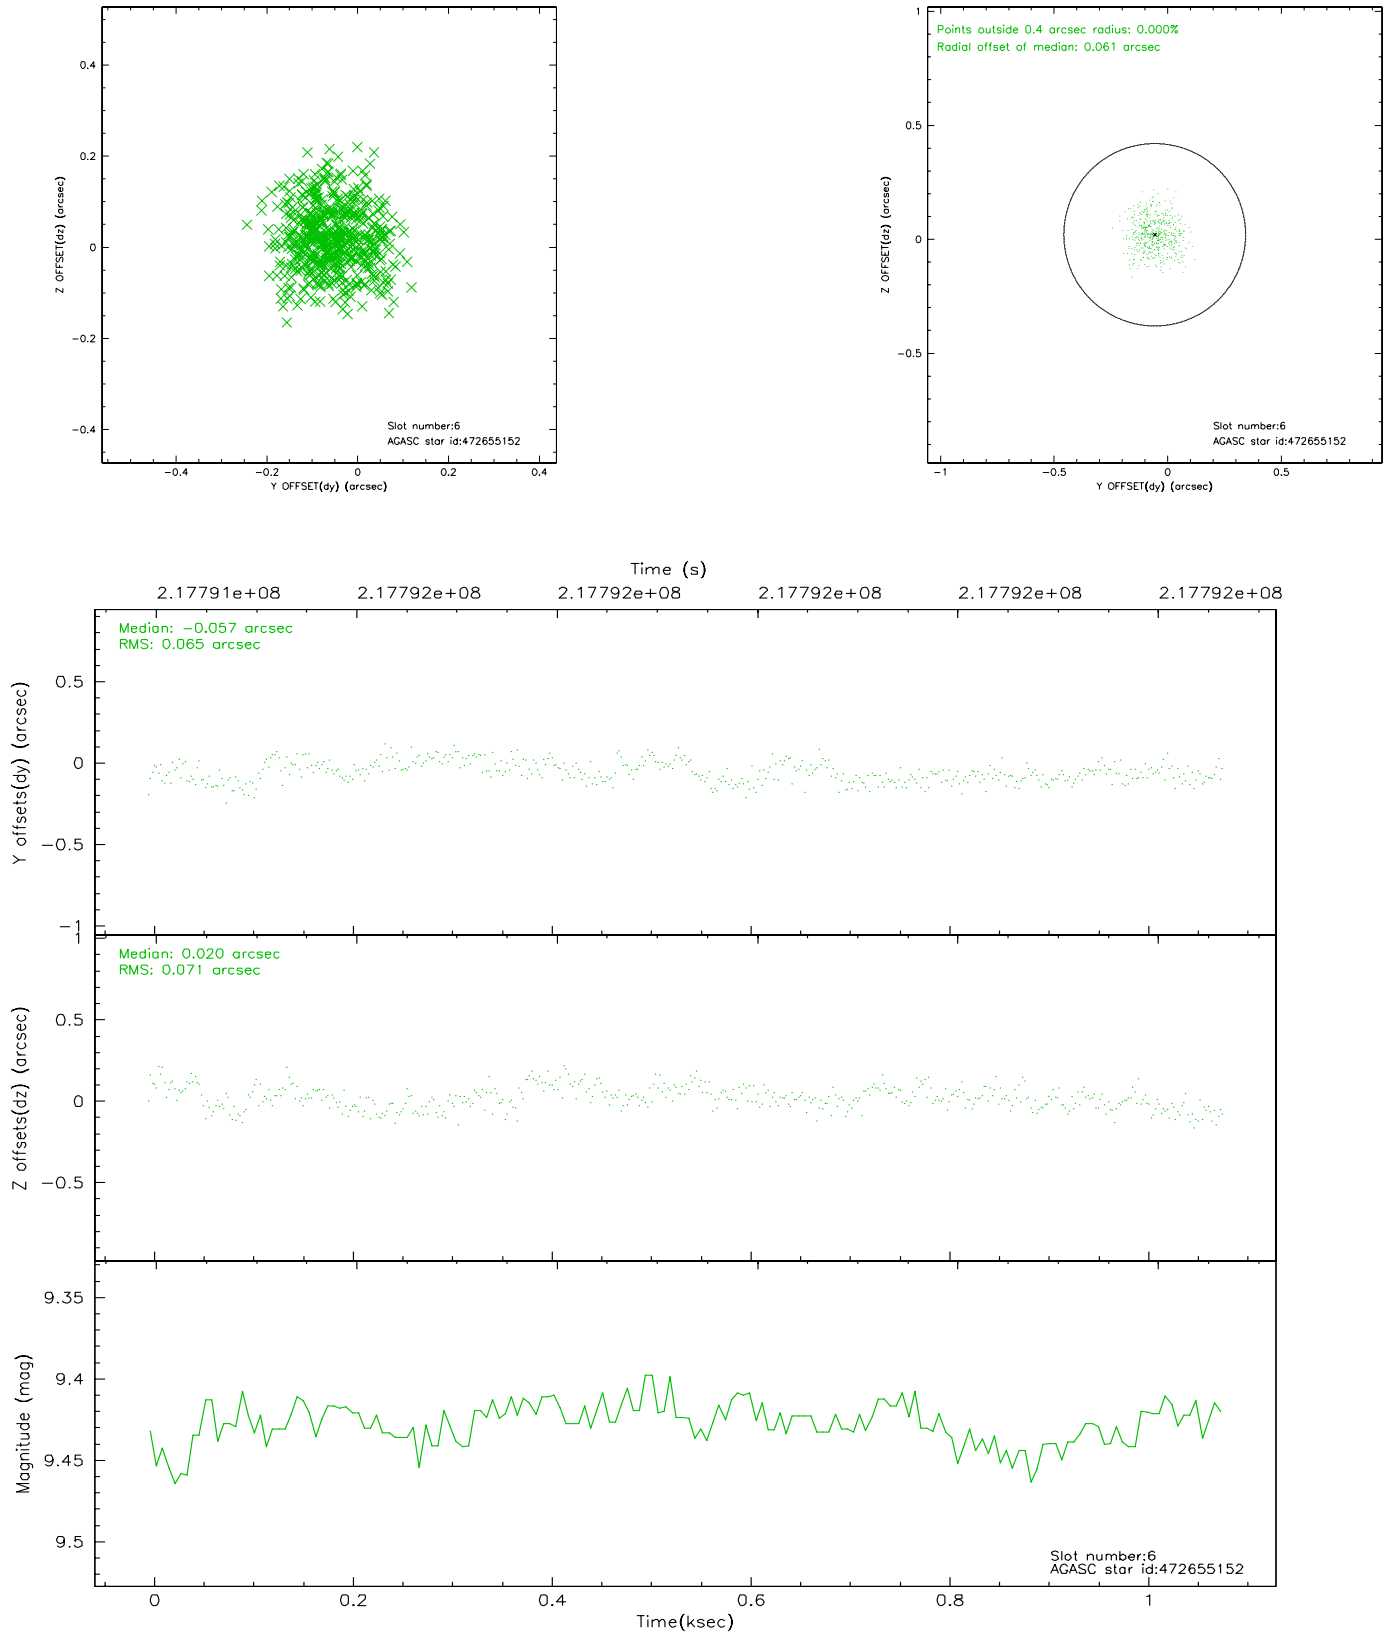 0.4
0.2
0
−0.2
−0.4
Z OFFSET(dz) (arcsec)
Slot number:6
AGASC star id:472655152
−0.4 −0.2 0 0.2 0.4
Y OFFSET(dy) (arcsec)
Points outside 0.4 arcsec radius: 0.000%
Radial offset of median: 0.061 arcsec
1
0.5
0
−0.5
Z OFFSET(dz) (arcsec)
Slot number:6
AGASC star id:472655152
−1 −0.5 0 0.5
Y OFFSET(dy) (arcsec)
Time (s)
2.17791e+08 2.17792e+08 2.17792e+08 2.17792e+08 2.17792e+08 2.17792e+08
Median: −0.057 arcsec
RMS: 0.065 arcsec
0.5
0
−0.5
−1
Y offsets(dy) (arcsec)
Median: 0.020 arcsec
RMS: 0.071 arcsec
1
0.5
0
−0.5
Z offsets(dz) (arcsec)
9.35
9.4
9.45
9.5
Magnitude (mag)
Slot number:6
AGASC star id:472655152
0 0.2 0.4 0.6 0.8 1
Time(ksec)